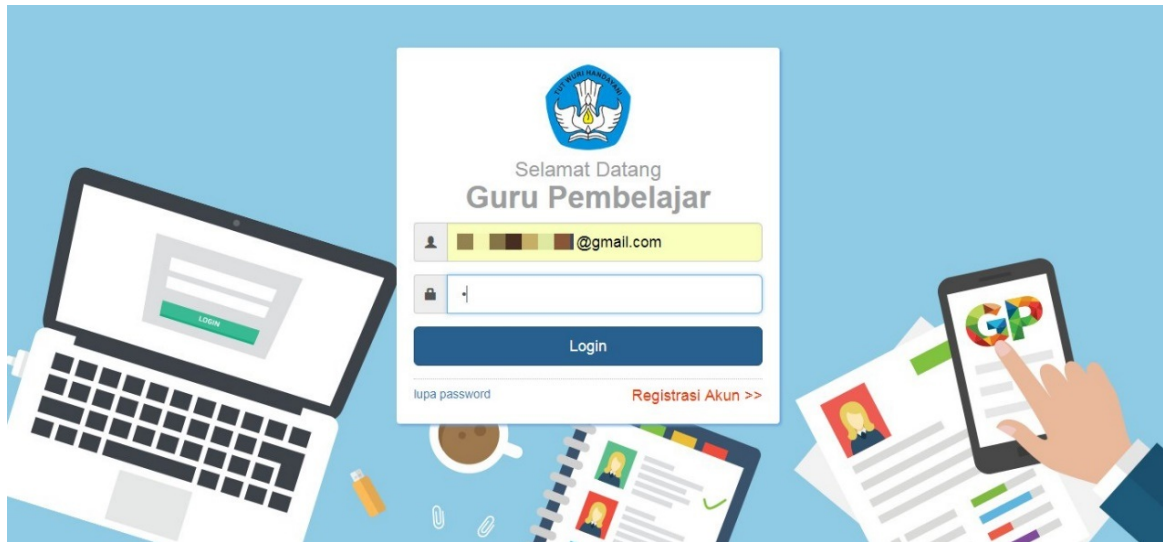 TUT WURI HANDAYANI
Selamat Datang
Guru Pembelajar
@gmail.com
Login
lupa password
Registrasi Akun >>
LOGIN
GP